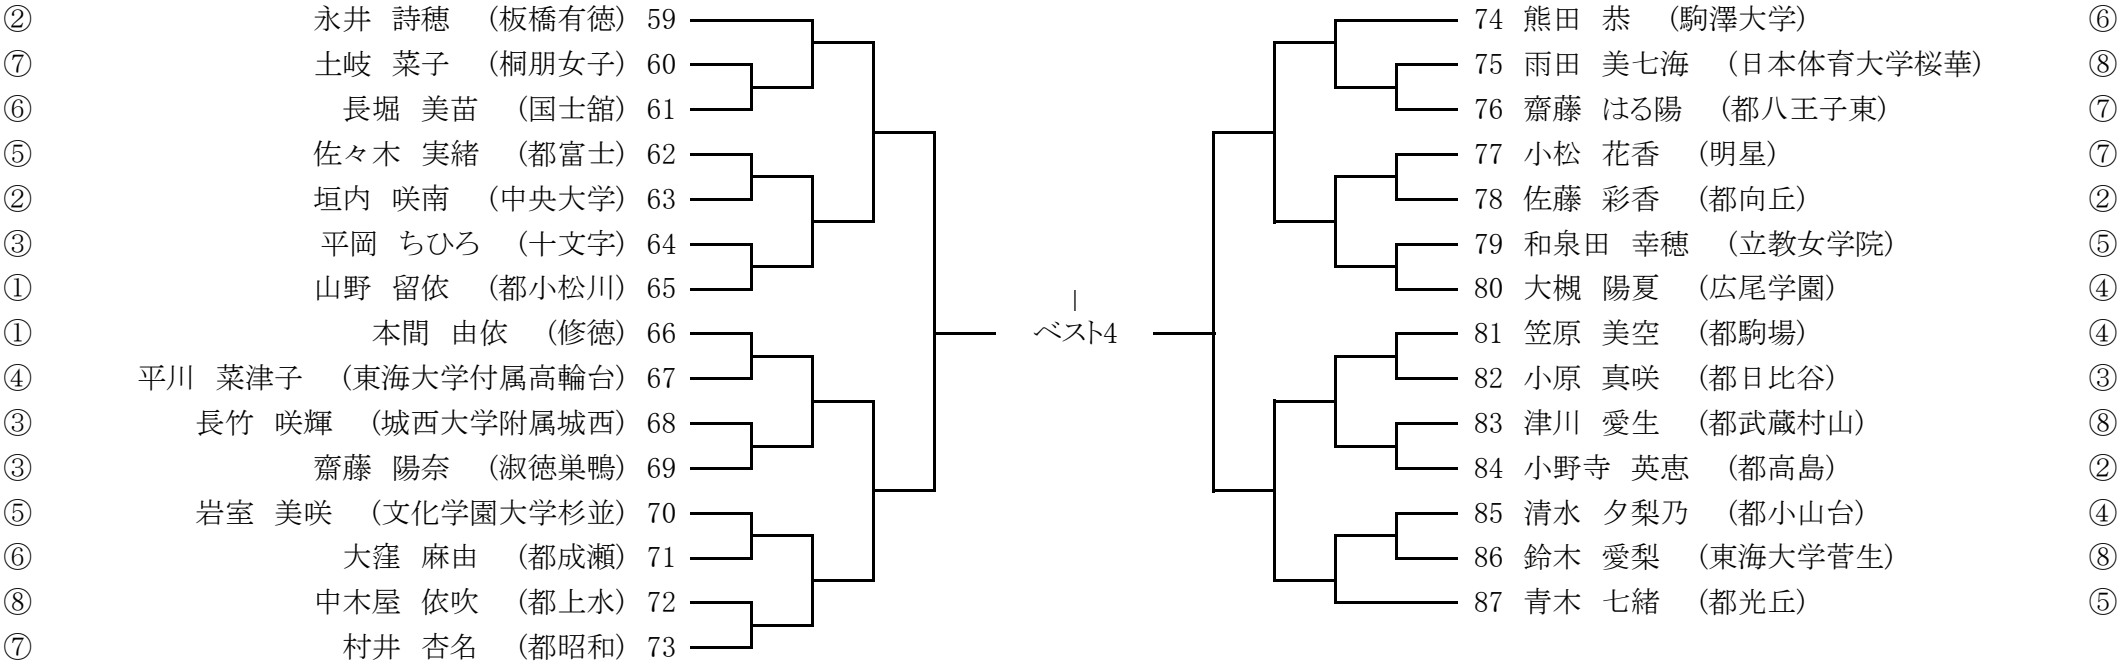 ② 永井 詩穂 (板橋有徳) 59 74 熊田 恭 (駒澤大学) ⑥
⑦ 土岐 菜子 (桐朋女子) 60 75 雨田 美七海 (日本体育大学桜華) ⑧
⑥ 長堀 美苗 (国士舘) 61 76 齋藤 はる陽 (都八王子東) ⑦
⑤ 佐々木 実緒 (都富士) 62 77 小松 花香 (明星) ⑦
② 垣内 咲南 (中央大学) 63 78 佐藤 彩香 (都向丘) ②
③ 平岡 ちひろ (十文字) 64 79 和泉田 幸穂 (立教女学院) ⑤
① 山野 留依 (都小松川) 65 80 大槻 陽夏 (広尾学園) ④
① 本間 由依 (修徳) 66 ベスト4 81 笠原 美空 (都駒場) ④
④ 平川 菜津子 (東海大学付属高輪台) 67 82 小原 真咲 (都日比谷) ③
③ 長竹 咲輝 (城西大学附属城西) 68 83 津川 愛生 (都武蔵村山) ⑧
③ 齋藤 陽奈 (淑徳巣鴨) 69 84 小野寺 英恵 (都高島) ②
⑤ 岩室 美咲 (文化学園大学杉並) 70 85 清水 夕梨乃 (都小山台) ④
⑥ 大窪 麻由 (都成瀬) 71 86 鈴木 愛梨 (東海大学菅生) ⑧
⑧ 中木屋 依吹 (都上水) 72 87 青木 七緒 (都光丘) ⑤
⑦ 村井 杏名 (都昭和) 73